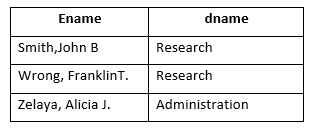 Ename dname
Smith,John B Research
Wrong, FranklinT. Research
Zelaya, Alicia J. Administration